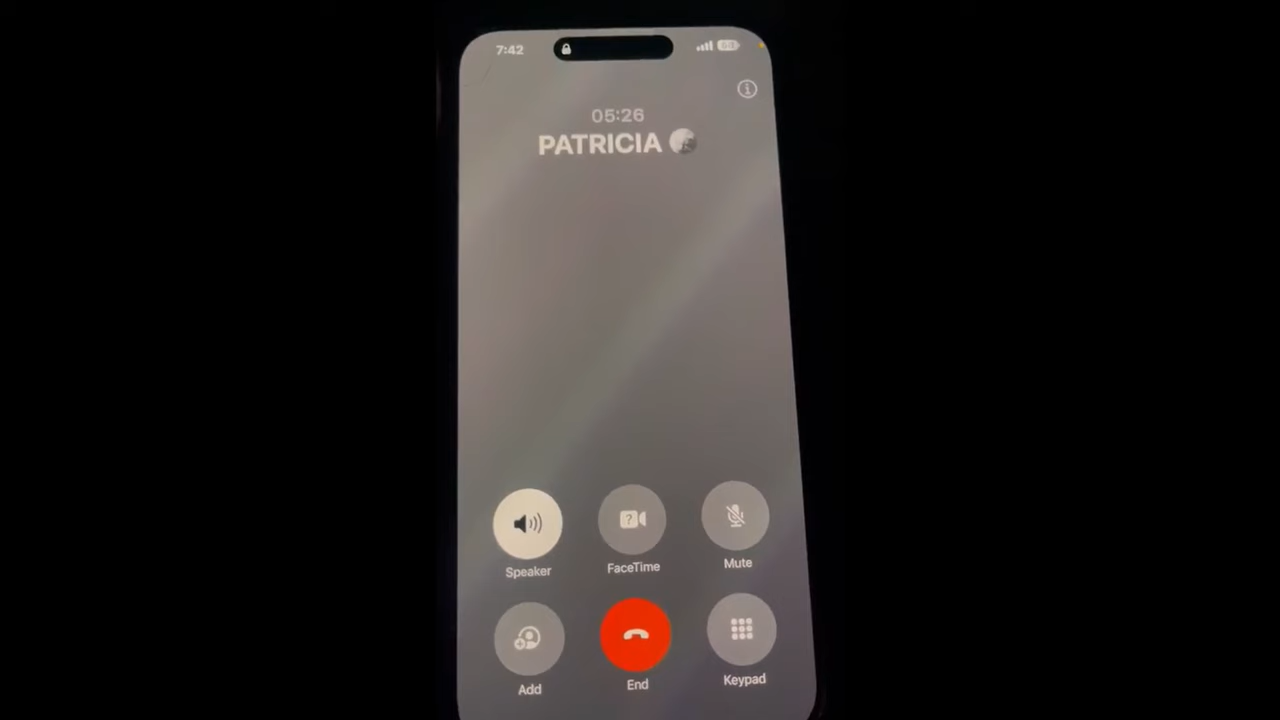 7:42
05:26
PATRICIA
Speaker
FaceTime
Mute
Add
End
Keypad